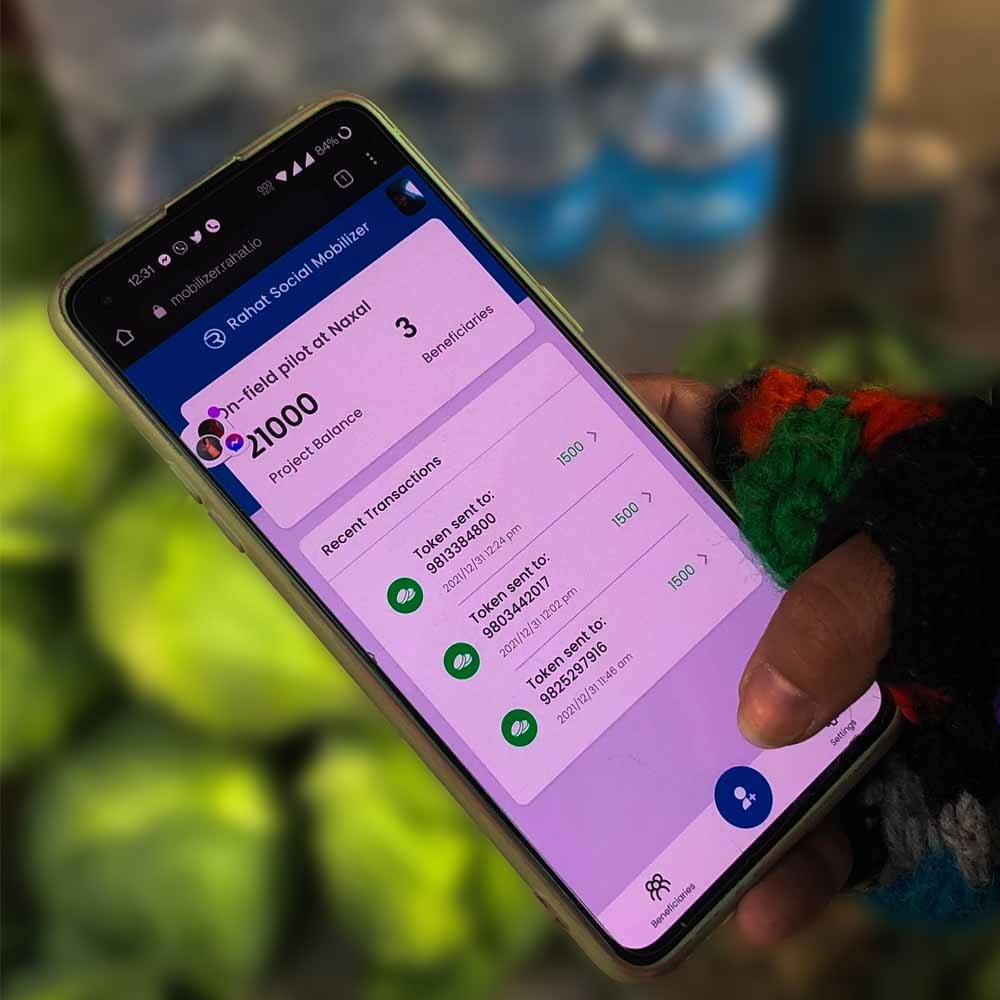 12:31
84%
mobilizer.rahat.io
1
Rahat Social Mobilizer
on-field pilot at Naxal
21000
Project Balance
3
Beneficiaries
Recent Transactions
Token sent to:
9813384800
2021/12/31 12:24 pm
1500
Token sent to:
9803442017
2021/12/31 12:02 pm
1500
Token sent to:
9825297916
2021/12/31 11:46 am
1500
Beneficiaries
Settings